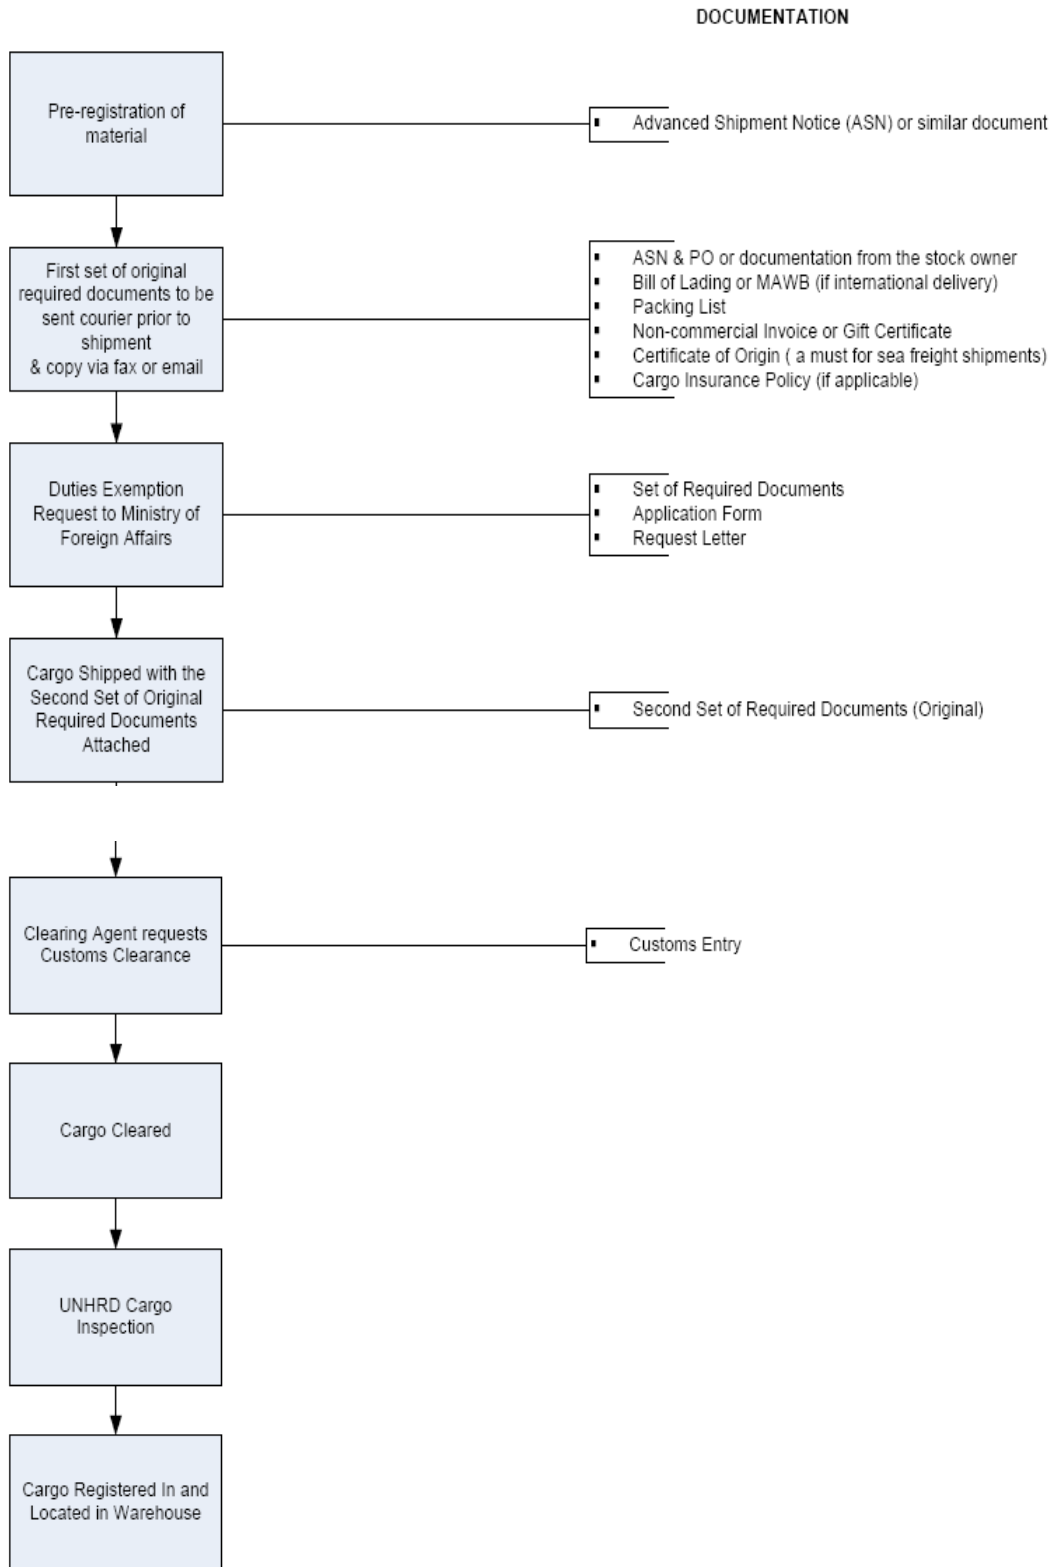 DOCUMENTATION
Pre-registration of
material
▪ Advanced Shipment Notice (ASN) or similar document
First set of original
required documents to be
sent courier prior to
shipment
& copy via fax or email
▪ ASN & PO or documentation from the stock owner
▪ Bill of Lading or MAWB (if international delivery)
▪ Packing List
▪ Non-commercial Invoice or Gift Certificate
▪ Certificate of Origin ( a must for sea freight shipments)
▪ Cargo Insurance Policy (if applicable)
Duties Exemption
Request to Ministry of
Foreign Affairs
▪ Set of Required Documents
▪ Application Form
▪ Request Letter
Cargo Shipped with the
Second Set of Original
Required Documents
Attached
▪ Second Set of Required Documents (Original)
Clearing Agent requests
Customs Clearance
▪ Customs Entry
Cargo Cleared
UNHRD Cargo
Inspection
Cargo Registered In and
Located in Warehouse